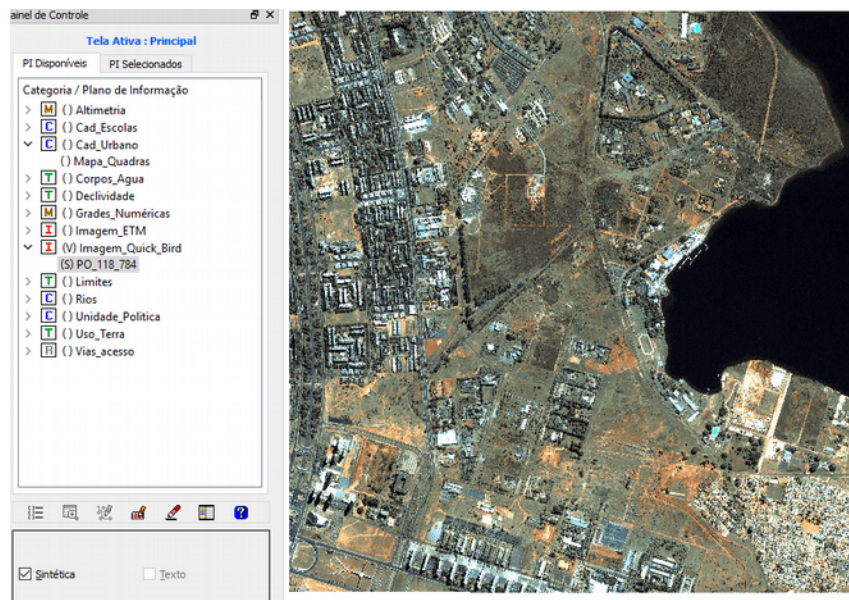 ainel de Controle
Tela Ativa : Principal
PI Disponíveis PI Selecionados
Categoria / Plano de Informação
M () Altimetria
C () Cad_Escolas
C () Cad_Urbano
() Mapa_Quadras
T () Corpos_Agua
T () Declividade
M () Grades_Numéricas
I () Imagem_ETM
I (V) Imagem_Quick_Bird
(S) PO_118_784
T () Limites
C () Rios
C () Unidade_Politica
T () Uso_Terra
R () Vias_acesso
?
Sintética Texto